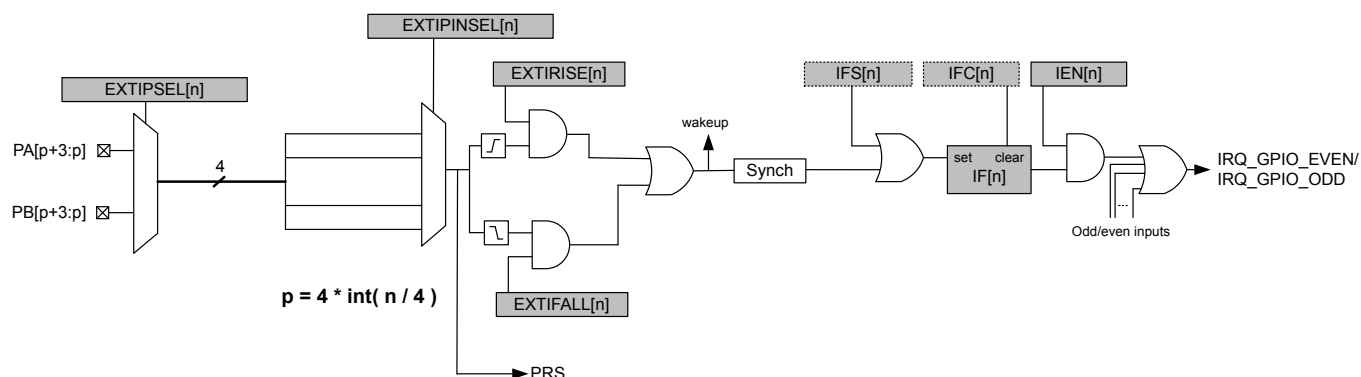 EXTIPINSEL[n]
EXTIPSEL[n]
EXTIRISE[n]
IFS[n]
IFC[n]
IEN[n]
PA[p+3:p]
PB[p+3:p]
4
wakeup
Synch
set clear
IF[n]
IRQ_GPIO_EVEN/
IRQ_GPIO_ODD
...
Odd/even inputs
p = 4 * int( n / 4 )
EXTIFALL[n]
PRS